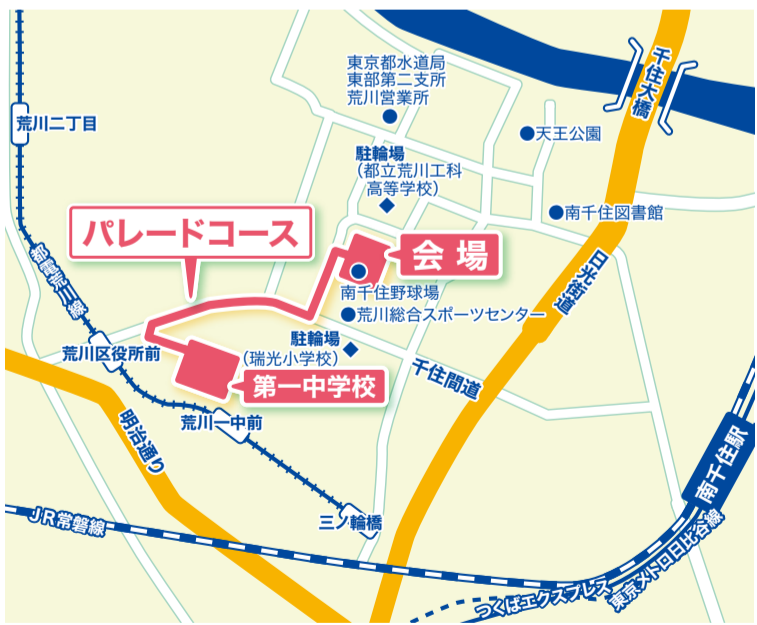 東京都水道局
東部第二支所
荒川営業所
千住大橋
荒川二丁目
天王公園
駐輪場
(都立荒川工科
高等学校)
南千住図書館
パレードコース
会場
都電荒川線
日光街道
南千住野球場
荒川総合スポーツセンター
駐輪場
(瑞光小学校)
荒川区役所前
第一中学校
千住間道
明治通り
荒川一中前
南千住駅
三ノ輪橋
JR常磐線
つくばエクスプレス
東京メトロ日比谷線